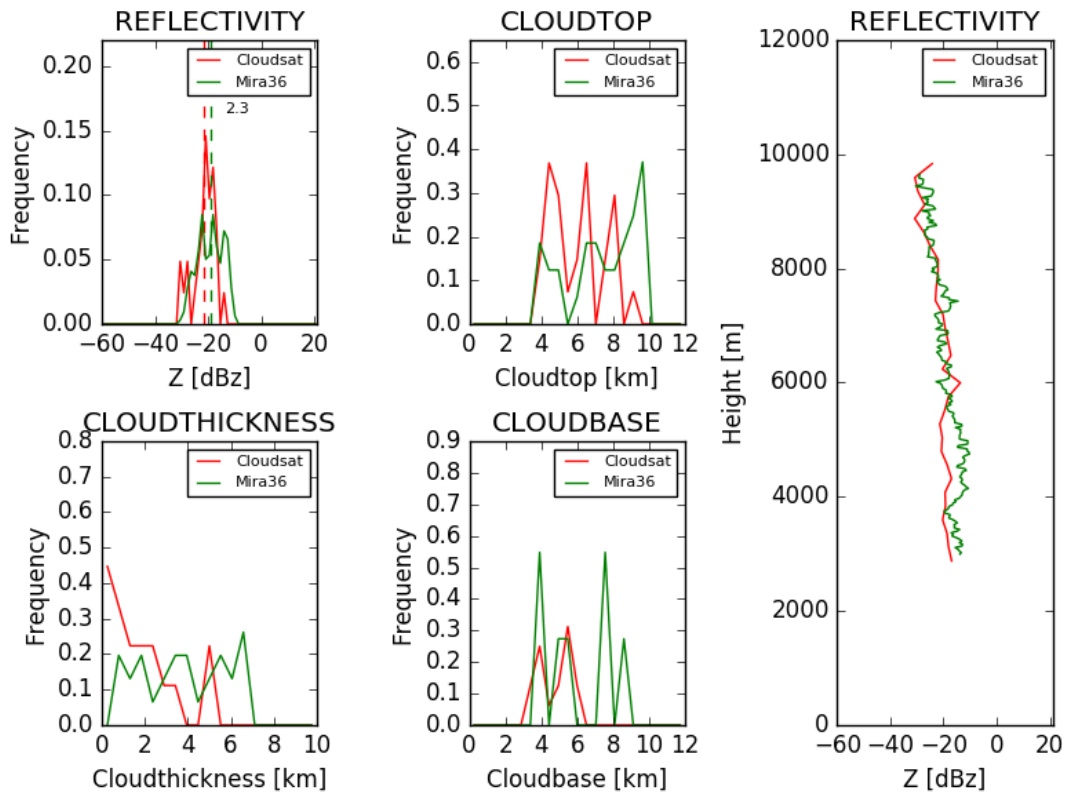 REFLECTIVITY
0.20
0.15
0.10
0.05
0.00
Frequency
−60
−40
−20
0
20
Z [dBz]
Cloudsat
Mira36
2.3
CLOUDTOP
0.6
0.5
0.4
0.3
0.2
0.1
0.0
Frequency
0
2
4
6
8
10
12
Cloudtop [km]
Cloudsat
Mira36
CLOUDTHICKNESS
0.8
0.7
0.6
0.5
0.4
0.3
0.2
0.1
0.0
Frequency
0
2
4
6
8
10
Cloudthickness [km]
Cloudsat
Mira36
CLOUDBASE
0.9
0.8
0.7
0.6
0.5
0.4
0.3
0.2
0.1
0.0
Frequency
0
2
4
6
8
10
12
Cloudbase [km]
Cloudsat
Mira36
REFLECTIVITY
12000
10000
8000
6000
4000
2000
0
Height [m]
−60
−40
−20
0
20
Z [dBz]
Cloudsat
Mira36